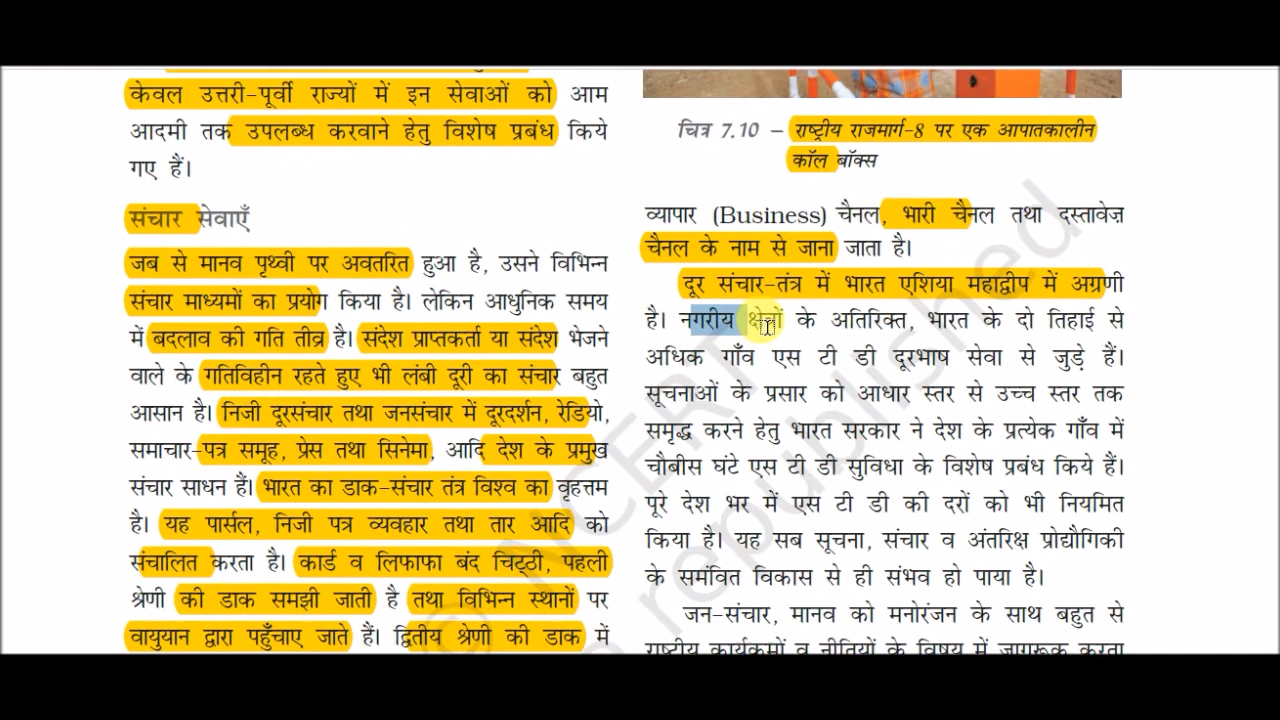 केवल उत्तरी-पूर्वी राज्यों में इन सेवाओं को आम
आदमी तक उपलब्ध करवाने हेतु विशेष प्रबंध किये
गए हैं।
संचार सेवाएँ
जब से मानव पृथ्वी पर अवतरित हुआ है, उसने विभिन्न
संचार माध्यमों का प्रयोग किया है। लेकिन आधुनिक समय
में बदलाव की गति तीव्र है। संदेश प्राप्तकर्ता या संदेश भेजने
वाले के गतिविहीन रहते हुए भी लंबी दूरी का संचार बहुत
आसान है। निजी दूरसंचार तथा जनसंचार में दूरदर्शन, रेडियो,
समाचार-पत्र समूह, प्रेस तथा सिनेमा, आदि देश के प्रमुख
संचार साधन हैं। भारत का डाक-संचार तंत्र विश्व का वृहत्तम
है। यह पार्सल, निजी पत्र व्यवहार तथा तार आदि को
संचालित करता है। कार्ड व लिफाफा बंद चिट्ठी, पहली
श्रेणी की डाक समझी जाती है तथा विभिन्न स्थानों पर
वायुयान द्वारा पहुँचाए जाते हैं। द्वितीय श्रेणी की डाक में
चित्र 7.10 – राष्ट्रीय राजमार्ग-8 पर एक आपातकालीन
कॉल बॉक्स
व्यापार (Business) चैनल, भारी चैनल तथा दस्तावेज़
चैनल के नाम से जाना जाता है।
दूर संचार-तंत्र में भारत एशिया महाद्वीप में अग्रणी
है। नगरीय क्षेत्रों के अतिरिक्त, भारत के दो तिहाई से
अधिक गाँव एस टी डी दूरभाष सेवा से जुड़े हैं।
सूचनाओं के प्रसार को आधार स्तर से उच्च स्तर तक
समृद्ध करने हेतु भारत सरकार ने देश के प्रत्येक गाँव में
चौबीस घंटे एस टी डी सुविधा के विशेष प्रबंध किये हैं।
पूरे देश भर में एस टी डी की दरों को भी नियमित
किया है। यह सब सूचना, संचार व अंतरिक्ष प्रोद्यौगिकी
के समंवित विकास से ही संभव हो पाया है।
जन-संचार, मानव को मनोरंजन के साथ बहुत से
राष्ट्रीय कार्यक्रमों व नीतियों के विषय में जागरूक करता
© NCERT
republished